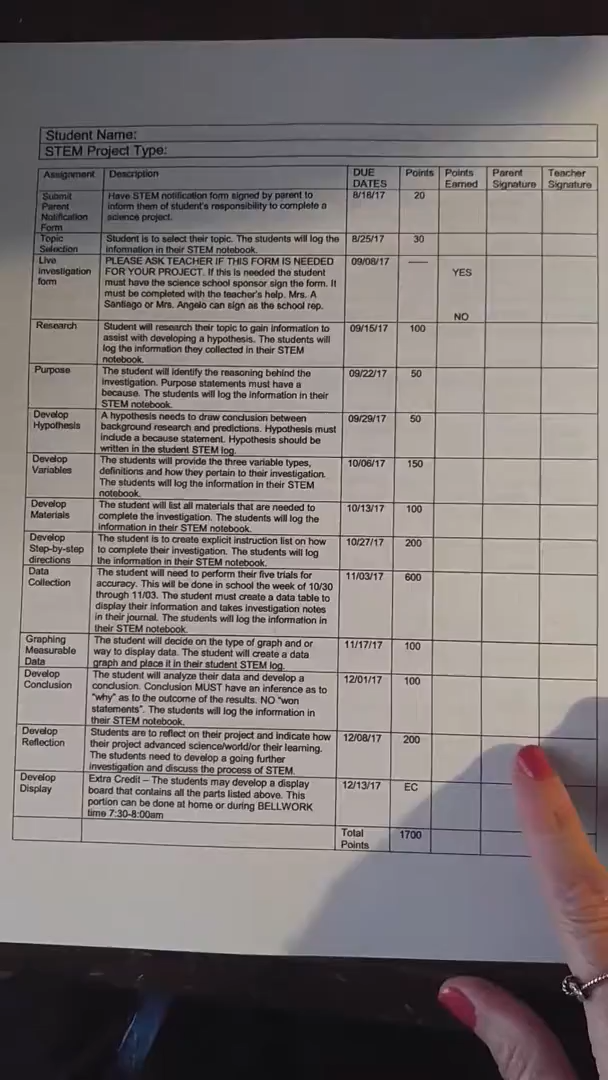 Student Name:
STEM Project Type:
Assignment Description DUE DATES Points Points Earned Parent Signature Teacher Signature
Submit Parent Notification Form
Have STEM notification form signed by parent to
inform them of student's responsibility to complete a
science project.
8/18/17 20
Topic Selection
Student is to select their topic. The students will log the
information in their STEM notebook.
8/25/17 30
Live investigation form
PLEASE ASK TEACHER IF THIS FORM IS NEEDED
FOR YOUR PROJECT. If this is needed the student
must have the science school sponsor sign the form. It
must be completed with the teacher's help. Mrs. A
Santiago or Mrs. Angelo can sign as the school rep.
09/08/17 ——
YES
NO
Research
Student will research their topic to gain information to
assist with developing a hypothesis. The students will
log the information they collected in their STEM
notebook.
09/15/17 100
Purpose
The student will identify the reasoning behind the
investigation. Purpose statements must have a
because. The students will log the information in their
STEM notebook.
09/22/17 50
Develop Hypothesis
A hypothesis needs to draw conclusion between
background research and predictions. Hypothesis must
include a because statement. Hypothesis should be
written in the student STEM log.
09/29/17 50
Develop Variables
The students will provide the three variable types,
definitions and how they pertain to their investigation.
The students will log the information in their STEM
notebook.
10/06/17 150
Develop Materials
The student will list all materials that are needed to
complete the investigation. The students will log the
information in their STEM notebook.
10/13/17 100
Develop Step-by-step directions
The student is to create explicit instruction list on how
to complete their investigation. The students will log
the information in their STEM notebook.
10/27/17 200
Data Collection
The student will need to perform their five trials for
accuracy. This will be done in school the week of 10/30
through 11/03. The student must create a data table to
display their information and takes investigation notes
in their journal. The students will log the information in
their STEM notebook.
11/03/17 600
Graphing Measurable Data
The student will decide on the type of graph and or
way to display data. The student will create a data
graph and place it in their student STEM log.
11/17/17 100
Develop Conclusion
The student will analyze their data and develop a
conclusion. Conclusion MUST have an inference as to
"why" as to the outcome of the results. NO "won
statements". The students will log the information in
their STEM notebook.
12/01/17 100
Develop Reflection
Students are to reflect on their project and indicate how
their project advanced science/world/or their learning.
The students need to develop a going further
investigation and discuss the process of STEM.
12/08/17 200
Develop Display
Extra Credit – The students may develop a display
board that contains all the parts listed above. This
portion can be done at home or during BELLWORK
time 7:30-8:00am
12/13/17 EC
Total Points 1700